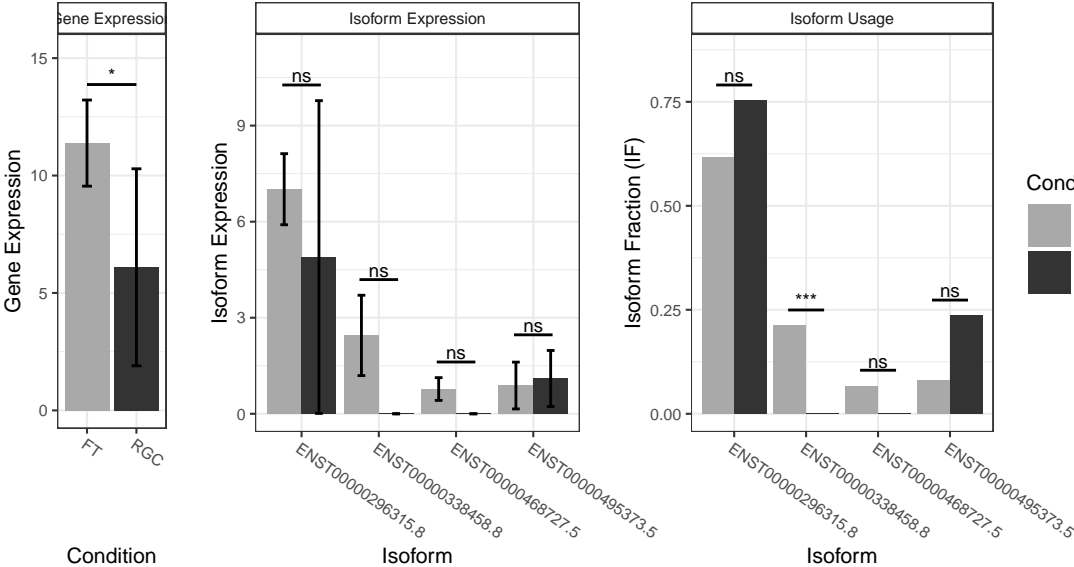 Gene Expression
Isoform Expression
Isoform Usage
Gene Expression
15
10
5
0
*
FT
RGC
Condition
Isoform Expression
9
6
3
0
ns
ns
ns
ns
ENST00000296315.8
ENST00000338458.8
ENST00000468727.5
ENST00000495373.5
Isoform
Isoform Fraction (IF)
0.75
0.50
0.25
0.00
ns
***
ns
ns
ENST00000296315.8
ENST00000338458.8
ENST00000468727.5
ENST00000495373.5
Isoform
Cond